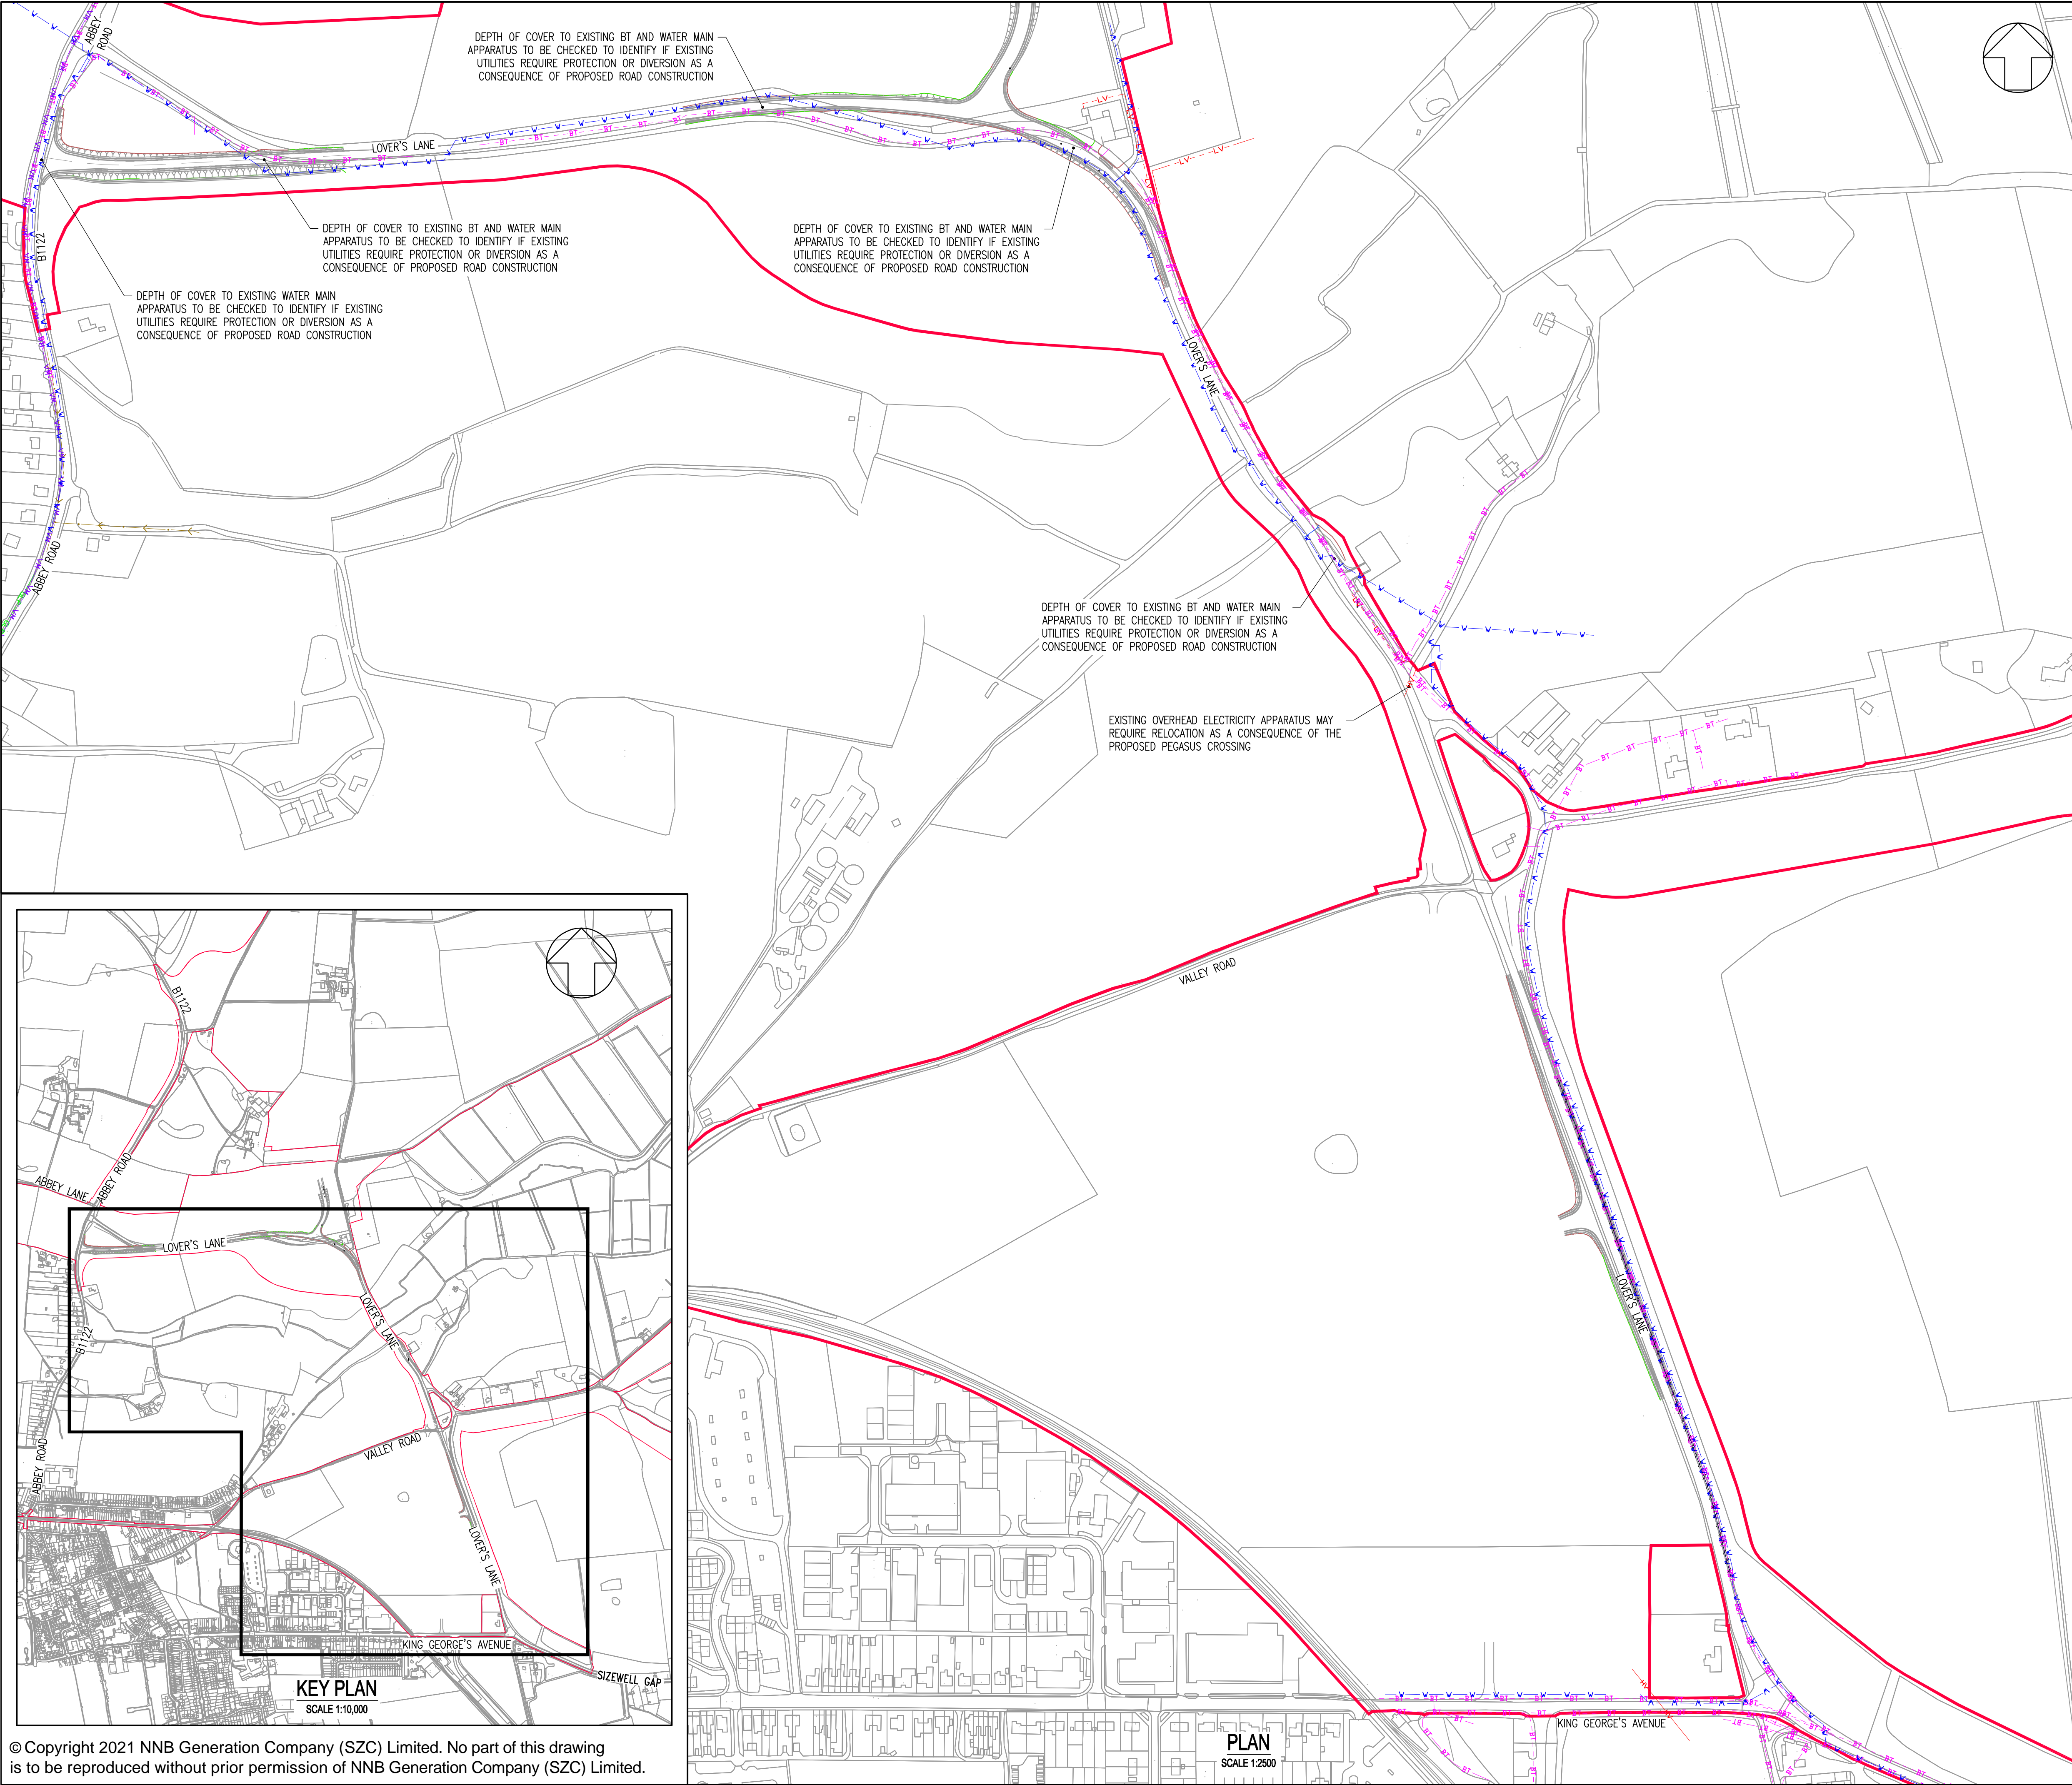 ABBEY
ROAD
DEPTH OF COVER TO EXISTING BT AND WATER MAIN
APPARATUS TO BE CHECKED TO IDENTIFY IF EXISTING
UTILITIES REQUIRE PROTECTION OR DIVERSION AS A
CONSEQUENCE OF PROPOSED ROAD CONSTRUCTION
LOVER'S LANE
DEPTH OF COVER TO EXISTING BT AND WATER MAIN
APPARATUS TO BE CHECKED TO IDENTIFY IF EXISTING
UTILITIES REQUIRE PROTECTION OR DIVERSION AS A
CONSEQUENCE OF PROPOSED ROAD CONSTRUCTION
DEPTH OF COVER TO EXISTING BT AND WATER MAIN
APPARATUS TO BE CHECKED TO IDENTIFY IF EXISTING
UTILITIES REQUIRE PROTECTION OR DIVERSION AS A
CONSEQUENCE OF PROPOSED ROAD CONSTRUCTION
B1122
DEPTH OF COVER TO EXISTING WATER MAIN
APPARATUS TO BE CHECKED TO IDENTIFY IF EXISTING
UTILITIES REQUIRE PROTECTION OR DIVERSION AS A
CONSEQUENCE OF PROPOSED ROAD CONSTRUCTION
LOVER'S LANE
ABBEY ROAD
DEPTH OF COVER TO EXISTING BT AND WATER MAIN
APPARATUS TO BE CHECKED TO IDENTIFY IF EXISTING
UTILITIES REQUIRE PROTECTION OR DIVERSION AS A
CONSEQUENCE OF PROPOSED ROAD CONSTRUCTION
EXISTING OVERHEAD ELECTRICITY APPARATUS MAY
REQUIRE RELOCATION AS A CONSEQUENCE OF THE
PROPOSED PEGASUS CROSSING
VALLEY ROAD
LOVER'S LANE
KING GEORGE'S AVENUE
PLAN
SCALE 1:2500
B1122
ABBEY ROAD
ABBEY LANE
LOVER'S LANE
LOVER'S LANE
B1122
VALLEY ROAD
ABBEY ROAD
LOVER'S LANE
KING GEORGE'S AVENUE
SIZEWELL GAP
KEY PLAN
SCALE 1:10,000
© Copyright 2021 NNB Generation Company (SZC) Limited. No part of this drawing
is to be reproduced without prior permission of NNB Generation Company (SZC) Limited.